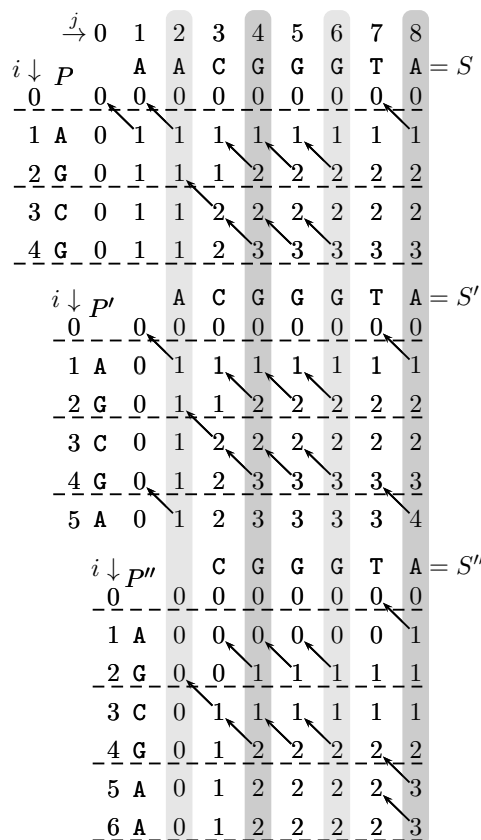 j → 0 1 2 3 4 5 6 7 8
i ↓ P A A C G G G T A = S
0 0 0 0 0 0 0 0 0 0
1 A 0 1 1 1 1 1 1 1 1
2 G 0 1 1 1 2 2 2 2 2
3 C 0 1 1 2 2 2 2 2 2
4 G 0 1 1 2 3 3 3 3 3
i ↓ P′ A C G G G T A = S′
0 0 0 0 0 0 0 0 0
1 A 0 1 1 1 1 1 1 1
2 G 0 1 1 2 2 2 2 2
3 C 0 1 2 2 2 2 2 2
4 G 0 1 2 3 3 3 3 3
5 A 0 1 2 3 3 3 3 4
i ↓ P″ C G G G T A = S″
0 0 0 0 0 0 0 0
1 A 0 0 0 0 0 0 1
2 G 0 0 1 1 1 1 1
3 C 0 1 1 1 1 1 1
4 G 0 1 2 2 2 2 2
5 A 0 1 2 2 2 2 3
6 A 0 1 2 2 2 2 3